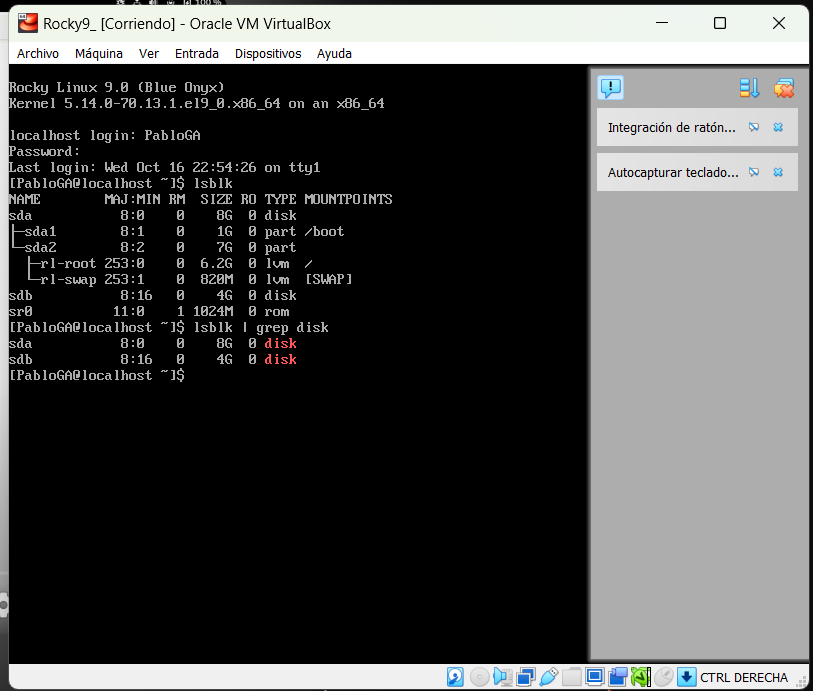 100 %
Rocky9_ [Corriendo] - Oracle VM VirtualBox
Archivo Máquina Ver Entrada Dispositivos Ayuda
Rocky Linux 9.0 (Blue Onyx)
Kernel 5.14.0-70.13.1.el9_0.x86_64 on an x86_64
localhost login: PabloGA
Password:
Last login: Wed Oct 16 22:54:26 on tty1
[PabloGA@localhost ~]$ lsblk
NAME MAJ:MIN RM SIZE RO TYPE MOUNTPOINTS
sda 8:0 0 8G 0 disk
├─sda1 8:1 0 1G 0 part /boot
└─sda2 8:2 0 7G 0 part
├─rl-root 253:0 0 6.2G 0 lvm /
└─rl-swap 253:1 0 820M 0 lvm [SWAP]
sdb 8:16 0 4G 0 disk
sr0 11:0 1 1024M 0 rom
[PabloGA@localhost ~]$ lsblk | grep disk
sda 8:0 0 8G 0 disk
sdb 8:16 0 4G 0 disk
[PabloGA@localhost ~]$
Integración de ratón...
Autocapturar teclado...
CTRL DERECHA